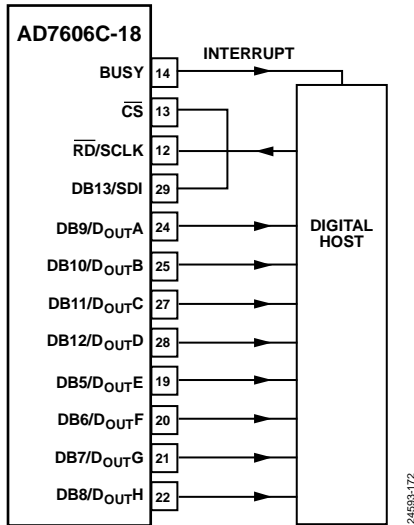 AD7606C-18
INTERRUPT
BUSY 14
CS 13
RD/SCLK 12
DB13/SDI 29
DB9/DOUTA 24
DIGITAL
HOST
DB10/DOUTB 25
DB11/DOUTC 27
DB12/DOUTD 28
DB5/DOUTE 19
DB6/DOUTF 20
DB7/DOUTG 21
DB8/DOUTH 22
24593-172